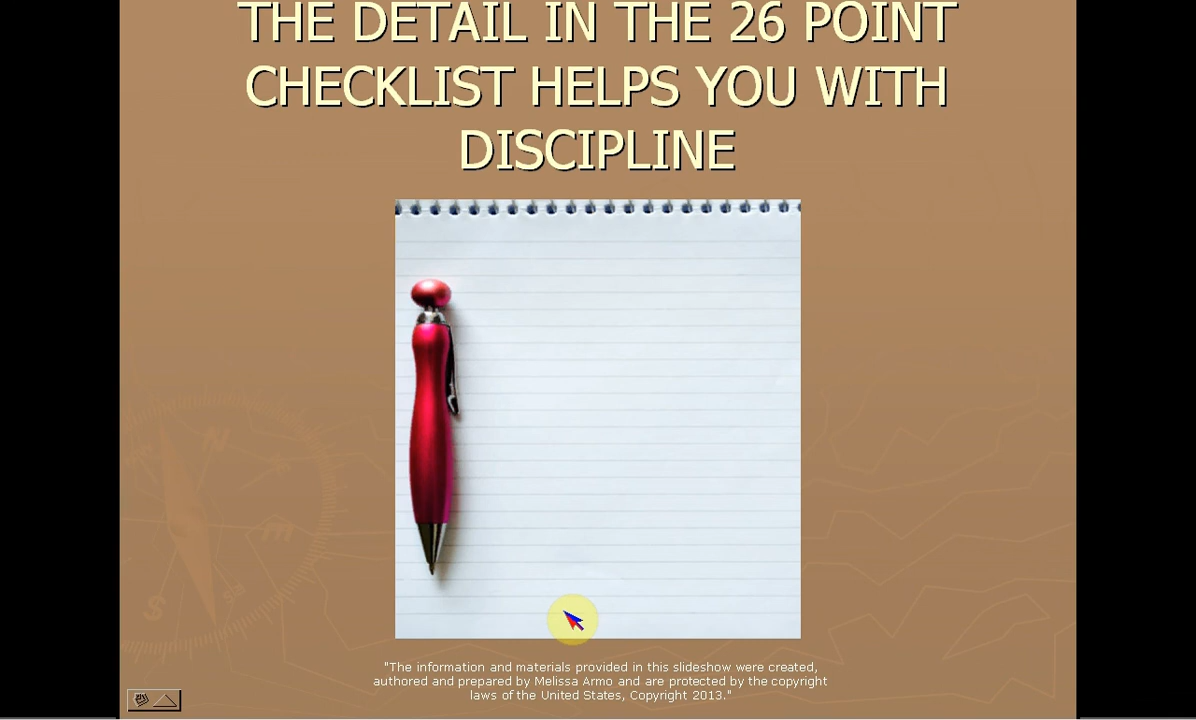 THE DETAIL IN THE 26 POINT
CHECKLIST HELPS YOU WITH
DISCIPLINE
N
S
"The information and materials provided in this slideshow were created,
authored and prepared by Melissa Armo and are protected by the copyright
laws of the United States, Copyright 2013."